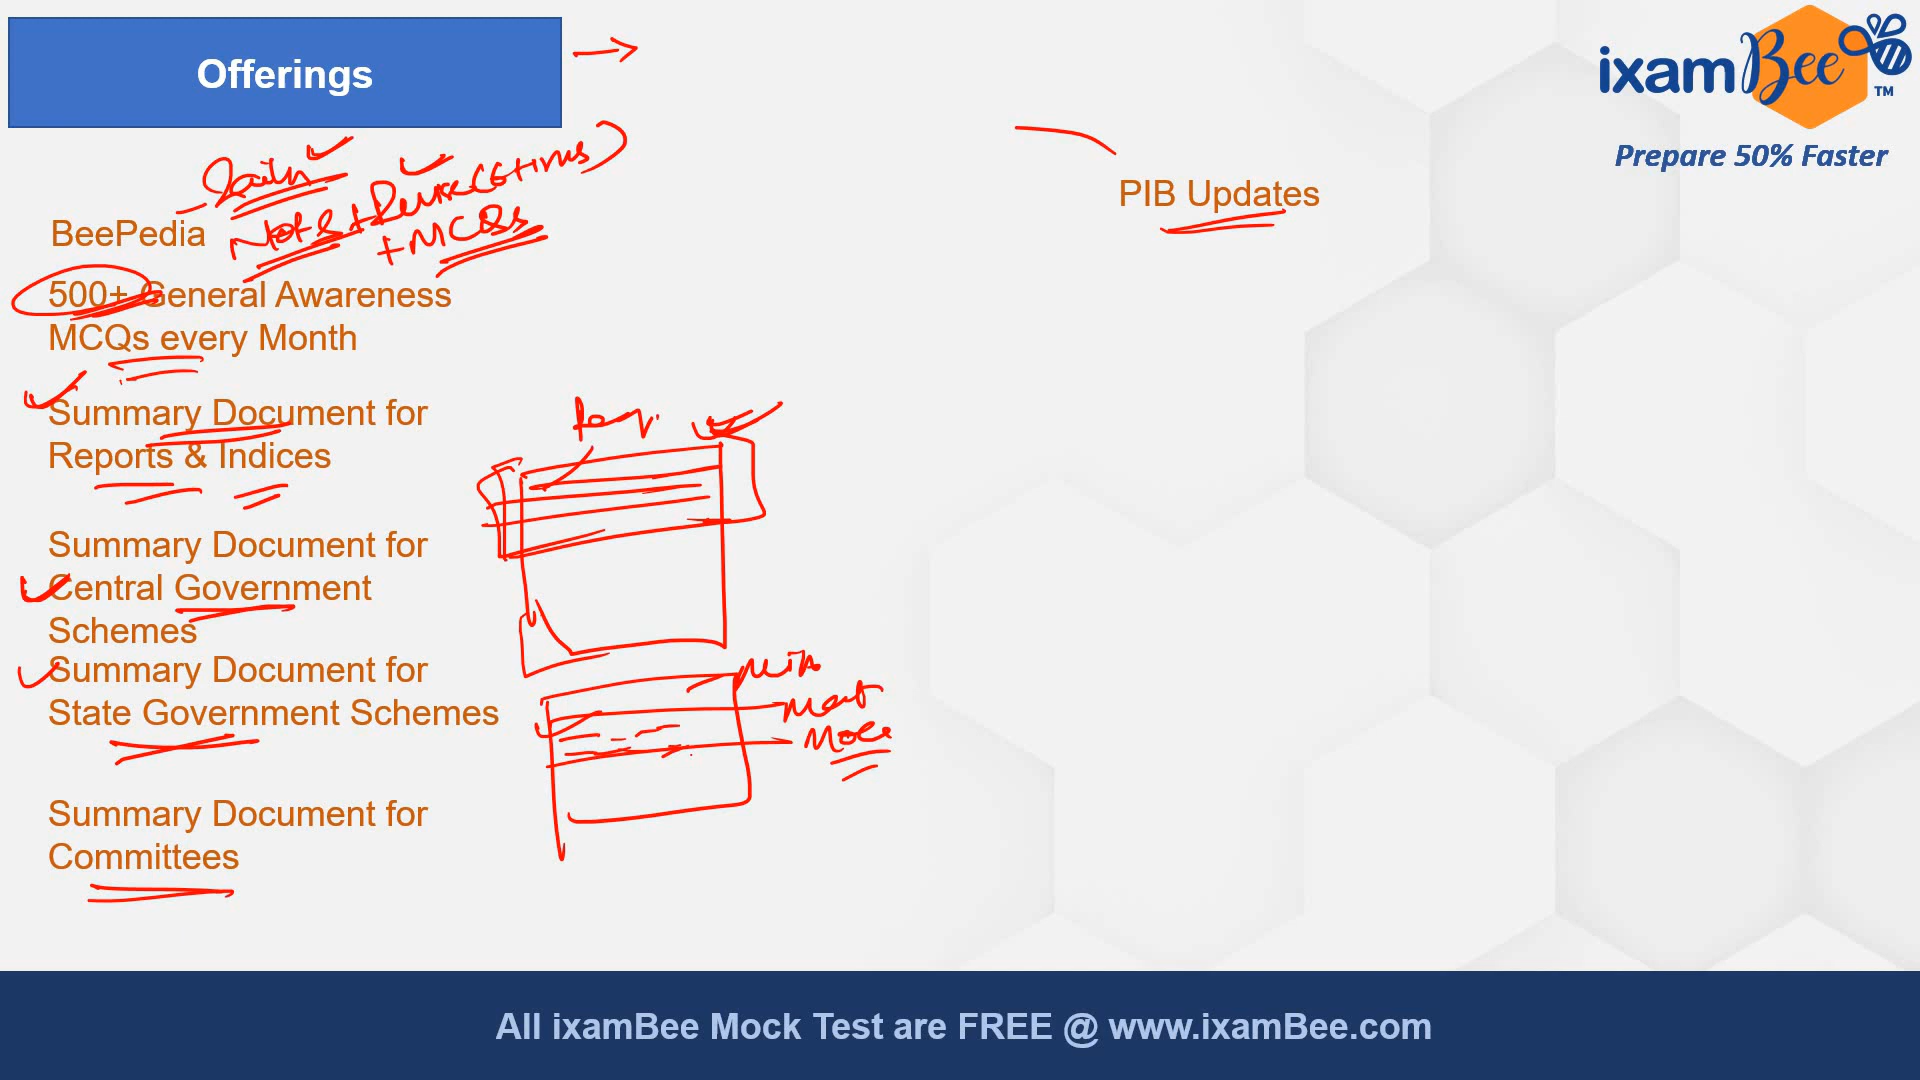 Offerings
ixamBee
TM
Prepare 50% Faster
PIB Updates
BeePedia
Notes +
+ MCQs
500+ General Awareness
MCQs every Month
Summary Document for
Reports & Indices
Summary Document for
Central Government
Schemes
Summary Document for
State Government Schemes
Summary Document for
Committees
All ixamBee Mock Test are FREE @ www.ixamBee.com